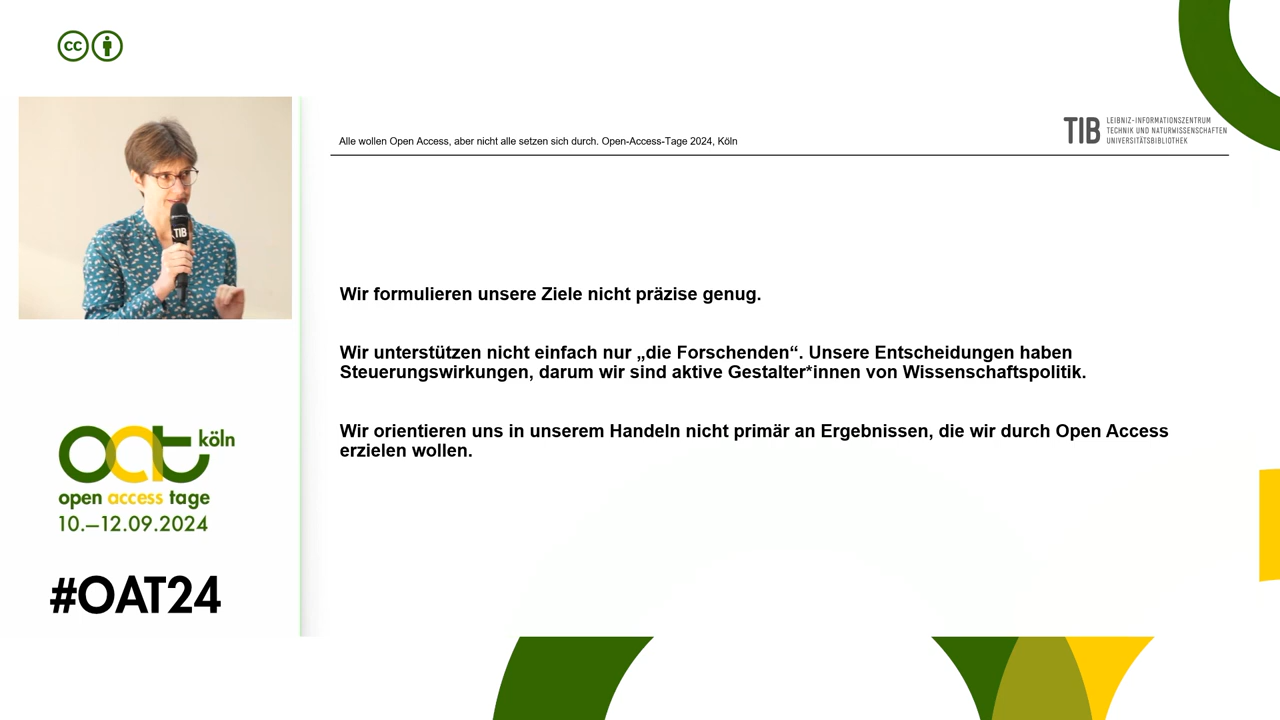 cc
Alle wollen Open Access, aber nicht alle setzen sich durch. Open-Access-Tage 2024, Köln
TIB
LEIBNIZ-INFORMATIONSZENTRUM
TECHNIK UND NATURWISSENSCHAFTEN
UNIVERSITÄTSBIBLIOTHEK
TIB
Wir formulieren unsere Ziele nicht präzise genug.
Wir unterstützen nicht einfach nur „die Forschenden“. Unsere Entscheidungen haben
Steuerungswirkungen, darum wir sind aktive Gestalter*innen von Wissenschaftspolitik.
Wir orientieren uns in unserem Handeln nicht primär an Ergebnissen, die wir durch Open Access
erzielen wollen.
oat köln
open access tage
10.–12.09.2024
#OAT24